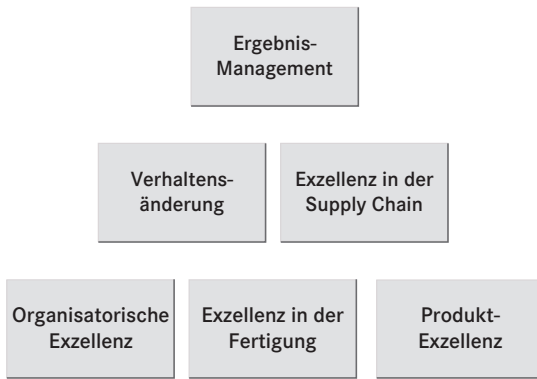 Ergebnis-
Management
Verhaltens-
änderung
Exzellenz in der
Supply Chain
Organisatorische
Exzellenz
Exzellenz in der
Fertigung
Produkt-
Exzellenz